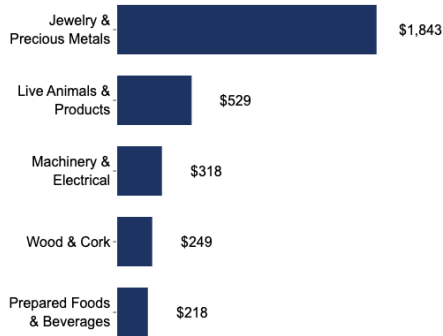 Jewelry &
Precious Metals
$1,843
Live Animals &
Products
$529
Machinery &
Electrical
$318
Wood & Cork
$249
Prepared Foods
& Beverages
$218